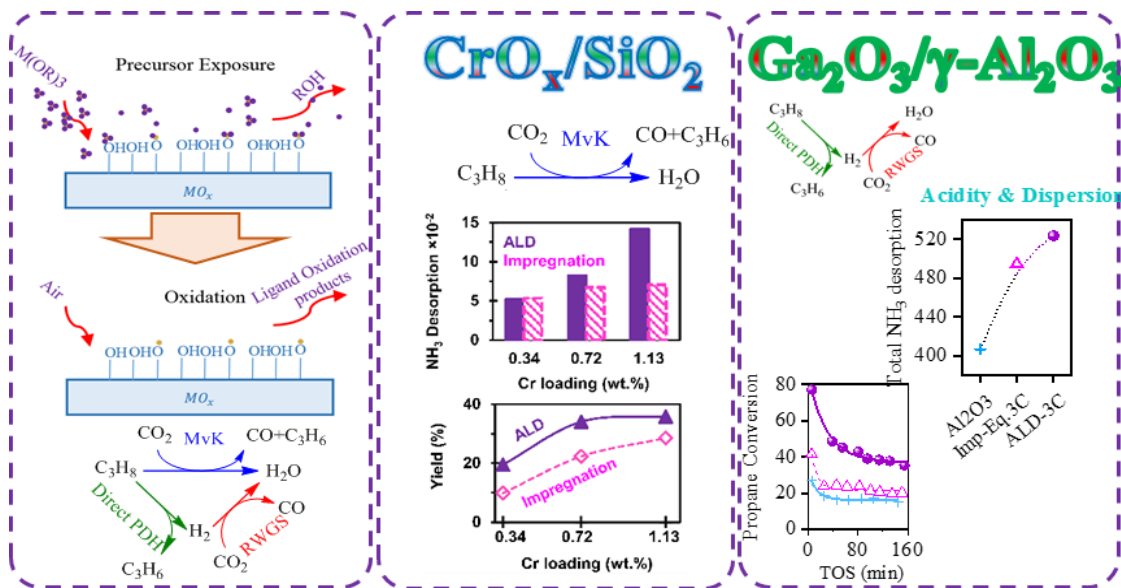 Precursor Exposure
M(OR)3
ROH
OHOHO OHOHO OHOHO
MOx
Air
Oxidation
Ligand Oxidation
products
OHOHO OHOHO OHOHO
MOx
CO2
MvK
CO+C3H6
C3H8
H2O
Direct PDH
H2
CO
RWGS
CO2
C3H6
CrOx/SiO2
CO2
MvK
CO+C3H6
C3H8
H2O
NH3 Desorption ×10-2
15
10
5
0
ALD
Impregnation
0.34 0.72 1.13
Cr loading (wt.%)
Yield (%)
40
20
0
ALD
Impregnation
0.34 0.72 1.13
Cr loading (wt.%)
Ga2O3/γ-Al2O3
C3H8
H2O
Direct PDH
H2
CO
RWGS
CO2
C3H6
Acidity & Dispersion
Total NH3 desorption
520
480
440
400
Al2O3
Imp-Eq.3C
ALD-3C
Propane Conversion
80
60
40
20
0
0 80 160
TOS (min)